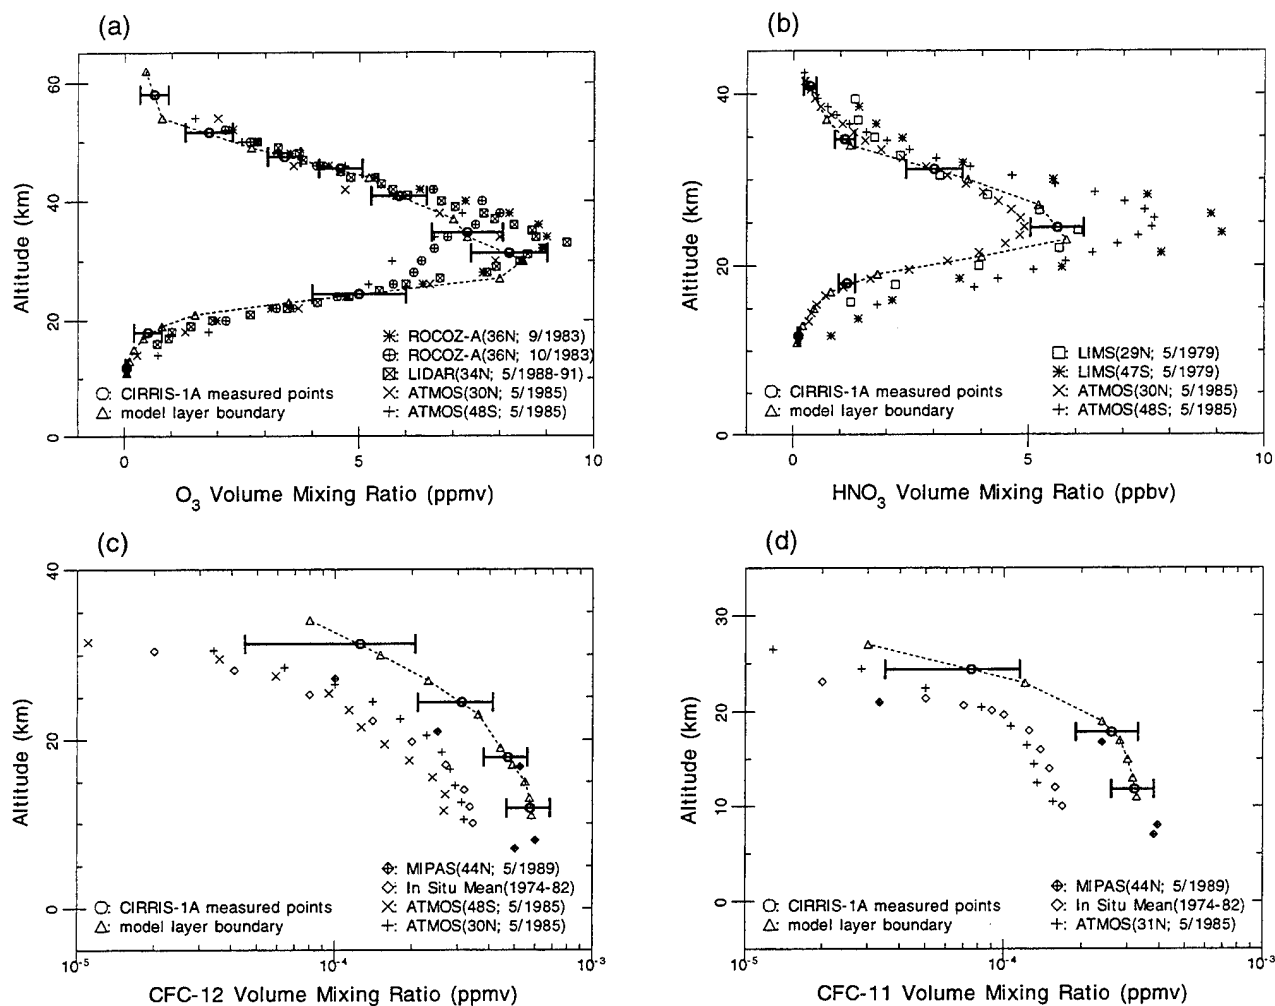 (a)
60
40
20
0
Altitude (km)
✳: ROCOZ-A(36N; 9/1983)
⊕: ROCOZ-A(36N; 10/1983)
⊠: LIDAR(34N; 5/1988-91)
○: CIRRIS-1A measured points
×: ATMOS(30N; 5/1985)
△: model layer boundary
+: ATMOS(48S; 5/1985)
0 5 10
O3 Volume Mixing Ratio (ppmv)
(b)
40
20
0
Altitude (km)
□: LIMS(29N; 5/1979)
✳: LIMS(47S; 5/1979)
○: CIRRIS-1A measured points
×: ATMOS(30N; 5/1985)
△: model layer boundary
+: ATMOS(48S; 5/1985)
0 5 10
HNO3 Volume Mixing Ratio (ppbv)
(c)
40
20
0
Altitude (km)
MIPAS(44N; 5/1989)
◇: In Situ Mean(1974-82)
○: CIRRIS-1A measured points
×: ATMOS(48S; 5/1985)
△: model layer boundary
+: ATMOS(30N; 5/1985)
10-5 10-4 10-3
CFC-12 Volume Mixing Ratio (ppmv)
(d)
30
20
10
0
Altitude (km)
MIPAS(44N; 5/1989)
○: CIRRIS-1A measured points
◇: In Situ Mean(1974-82)
△: model layer boundary
+: ATMOS(31N; 5/1985)
10-5 10-4 10-3
CFC-11 Volume Mixing Ratio (ppmv)